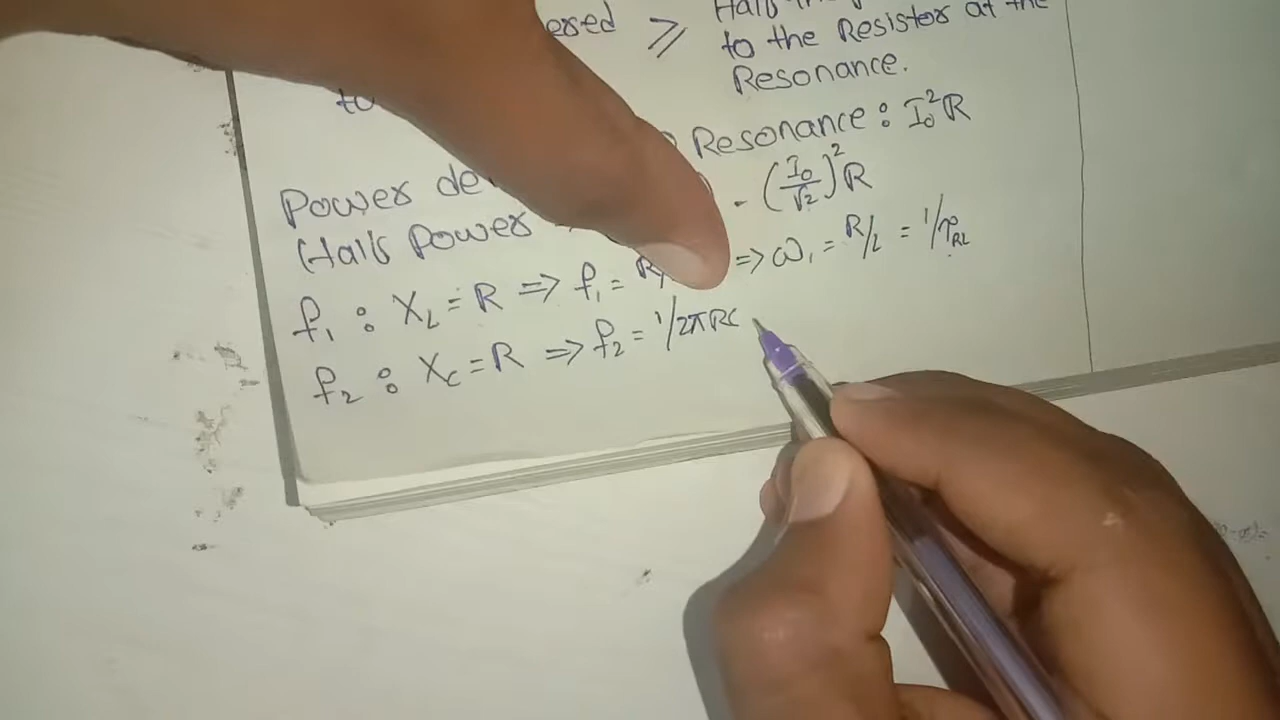 ≥ Half
to the Resistor at the
Resonance.
to
Resonance : I₀²R
Power de
Half Power - (I₀/√2)²R
f₁ : X_L = R => f₁ = R => ω₁ = R/L = 1/τ_RL
f₂ : X_C = R => f₂ = 1/2πRC